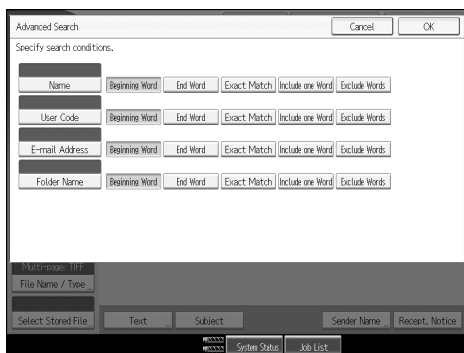 Advanced Search Cancel OK
Specify search conditions.
Name Beginning Word End Word Exact Match Include one Word Exclude Words
User Code Beginning Word End Word Exact Match Include one Word Exclude Words
E-mail Address Beginning Word End Word Exact Match Include one Word Exclude Words
Folder Name Beginning Word End Word Exact Match Include one Word Exclude Words
Multi-page: TIFF
File Name / Type
Select Stored File Text Subject Sender Name Recept. Notice
System Status Job List